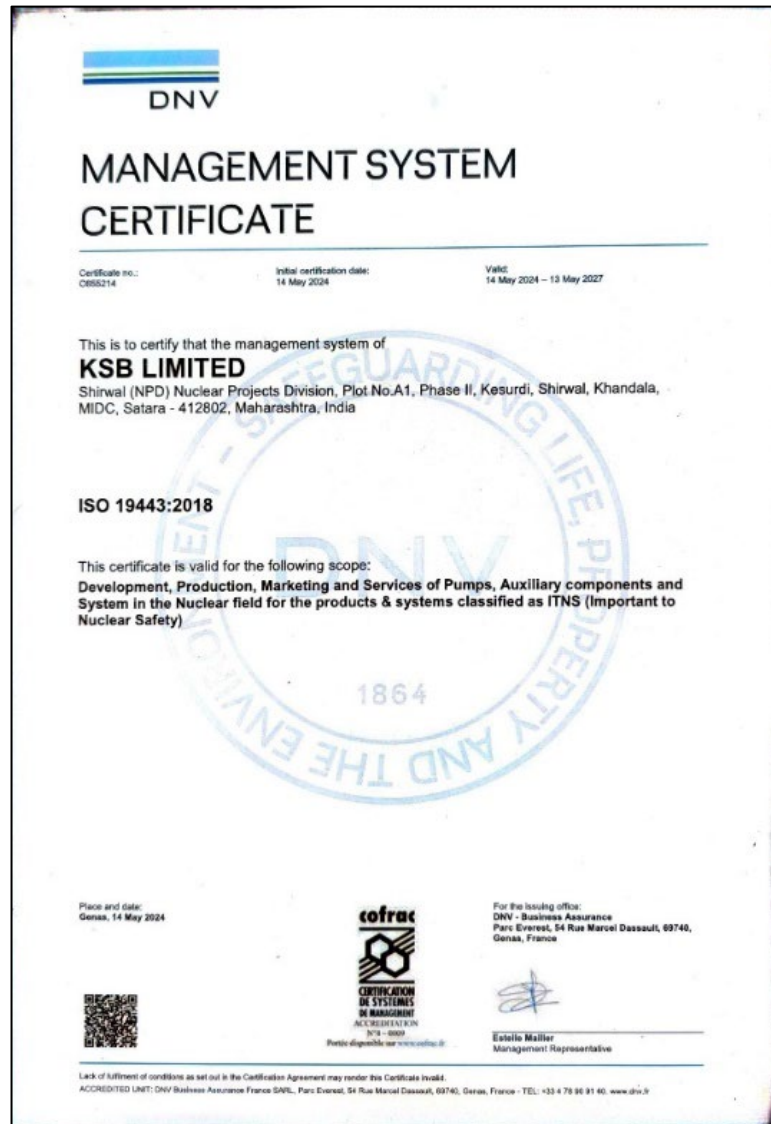 DNV
MANAGEMENT SYSTEM
CERTIFICATE
Certificate no.:
C655214
Initial certification date:
14 May 2024
Valid:
14 May 2024 – 13 May 2027
This is to certify that the management system of
KSB LIMITED
Shirwal (NPD) Nuclear Projects Division, Plot No.A1, Phase II, Kesurdi, Shirwal, Khandala,
MIDC, Satara - 412802, Maharashtra, India
ISO 19443:2018
This certificate is valid for the following scope:
Development, Production, Marketing and Services of Pumps, Auxiliary components and
System in the Nuclear field for the products & systems classified as ITNS (Important to
Nuclear Safety)
SAFEGUARDING LIFE, PROPERTY AND THE ENVIRONMENT -
DNV
1864
Place and date:
Genas, 14 May 2024
cofrac
CERTIFICATION
DE SYSTEMES
DE MANAGEMENT
ACCREDITATION
Portée disponible sur www.cofrac.fr
For the issuing office:
DNV - Business Assurance
Parc Everest, 54 Rue Marcel Dassault, 69740,
Genas, France
Estelle Mailler
Management Representative
Lack of fulfilment of conditions as set out in the Certification Agreement may render this Certificate invalid.
ACCREDITED UNIT: DNV Business Assurance France SARL, Parc Everest, 54 Rue Marcel Dassault, 69740, Genas, France - TEL: +33 4 78 90 91 40. www.dnv.fr